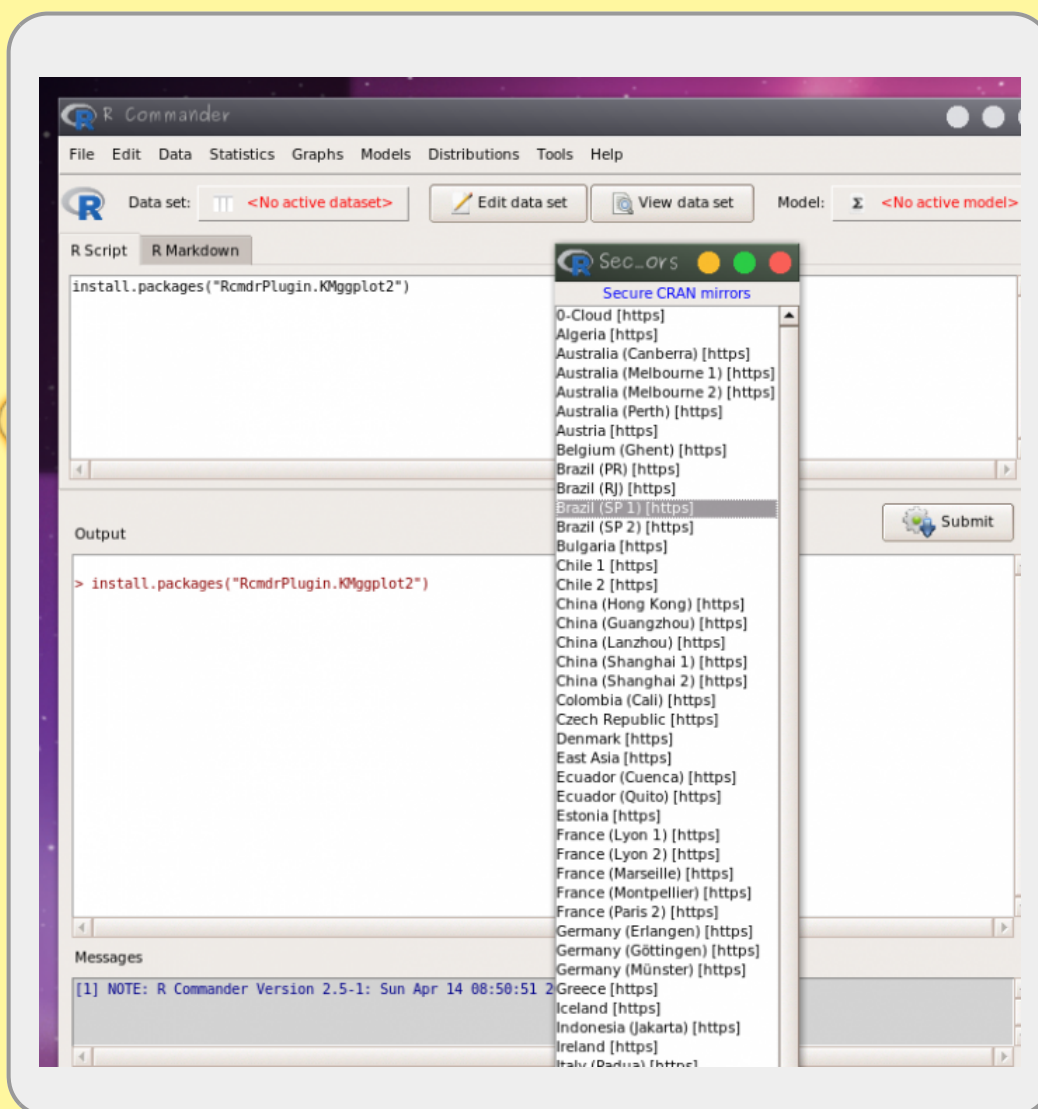 R Commander
File Edit Data Statistics Graphs Models Distributions Tools Help
R Data set: <No active dataset> Edit data set View data set Model: Σ <No active model>
R Script R Markdown
install.packages("RcmdrPlugin.KMggplot2")
Output
Submit
> install.packages("RcmdrPlugin.KMggplot2")
Messages
[1] NOTE: R Commander Version 2.5-1: Sun Apr 14 08:50:51 2
Sec_ors
Secure CRAN mirrors
0-Cloud [https]
Algeria [https]
Australia (Canberra) [https]
Australia (Melbourne 1) [https]
Australia (Melbourne 2) [https]
Australia (Perth) [https]
Austria [https]
Belgium (Ghent) [https]
Brazil (PR) [https]
Brazil (RJ) [https]
Brazil (SP 1) [https]
Brazil (SP 2) [https]
Bulgaria [https]
Chile 1 [https]
Chile 2 [https]
China (Hong Kong) [https]
China (Guangzhou) [https]
China (Lanzhou) [https]
China (Shanghai 1) [https]
China (Shanghai 2) [https]
Colombia (Cali) [https]
Czech Republic [https]
Denmark [https]
East Asia [https]
Ecuador (Cuenca) [https]
Ecuador (Quito) [https]
Estonia [https]
France (Lyon 1) [https]
France (Lyon 2) [https]
France (Marseille) [https]
France (Montpellier) [https]
France (Paris 2) [https]
Germany (Erlangen) [https]
Germany (Göttingen) [https]
Germany (Münster) [https]
Greece [https]
Iceland [https]
Indonesia (Jakarta) [https]
Ireland [https]
Italy (Padua) [https]